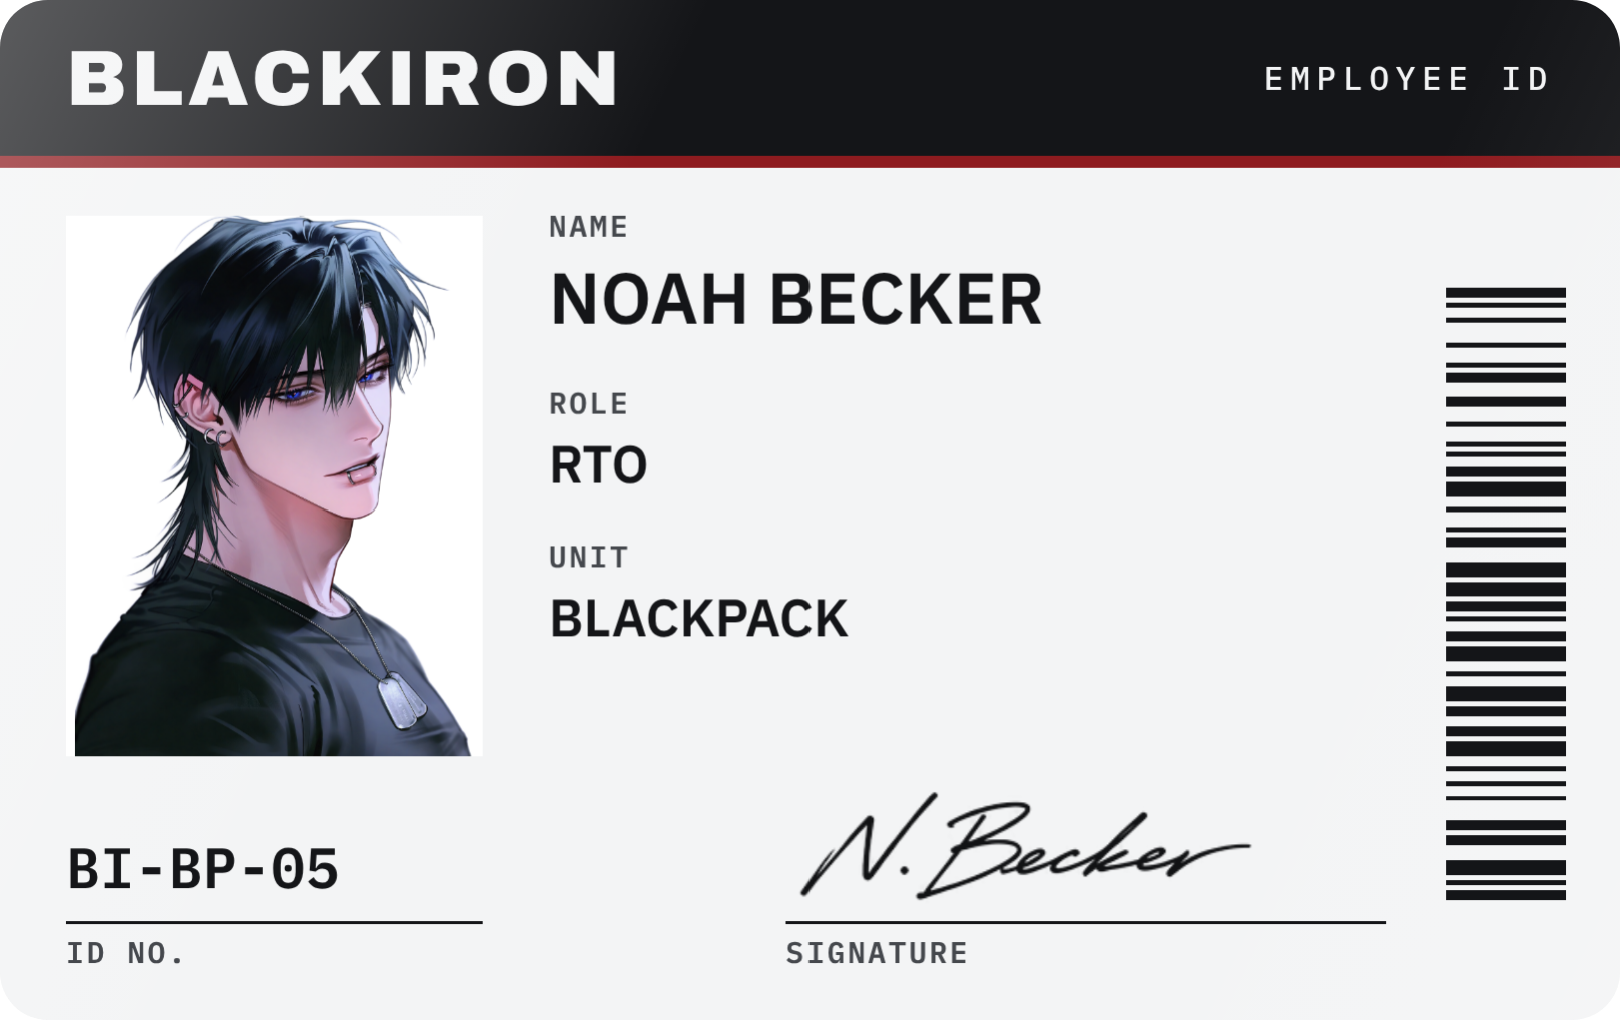 BLACKIRON
EMPLOYEE ID
NAME
NOAH BECKER
ROLE
RTO
UNIT
BLACKPACK
BI-BP-05
ID NO.
N. Becker
SIGNATURE